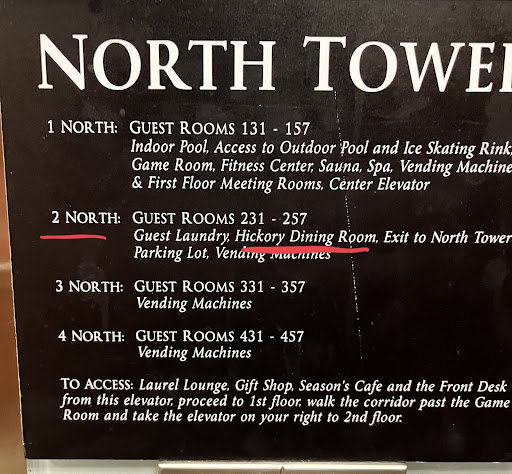 NORTH TOWE
1 NORTH: GUEST ROOMS 131 - 157
Indoor Pool, Access to Outdoor Pool and Ice Skating Rink,
Game Room, Fitness Center, Sauna, Spa, Vending Machine
& First Floor Meeting Rooms, Center Elevator
2 NORTH: GUEST ROOMS 231 - 257
Guest Laundry, Hickory Dining Room, Exit to North Tower
Parking Lot, Vending Machines
3 NORTH: GUEST ROOMS 331 - 357
Vending Machines
4 NORTH: GUEST ROOMS 431 - 457
Vending Machines
TO ACCESS: Laurel Lounge, Gift Shop, Season's Cafe and the Front Desk
from this elevator, proceed to 1st floor, walk the corridor past the Game
Room and take the elevator on your right to 2nd floor.